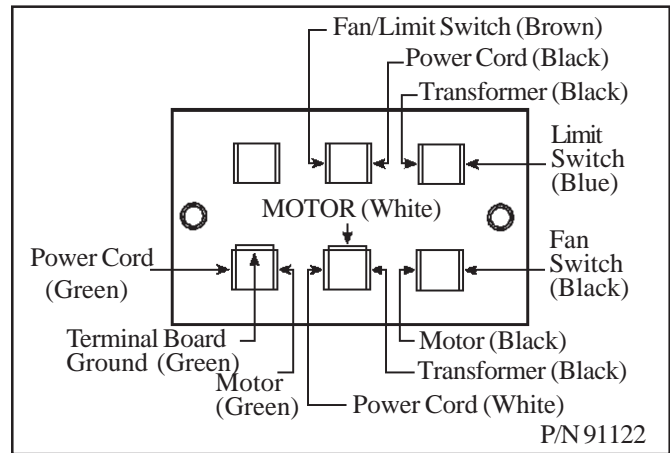 Fan/Limit Switch (Brown)
Power Cord (Black)
Transformer (Black)
Limit
Switch
(Blue)
MOTOR (White)
Power Cord
(Green)
Fan
Switch
(Black)
Terminal Board
Ground (Green)
Motor
(Green)
Motor (Black)
Transformer (Black)
Power Cord (White)
P/N 91122